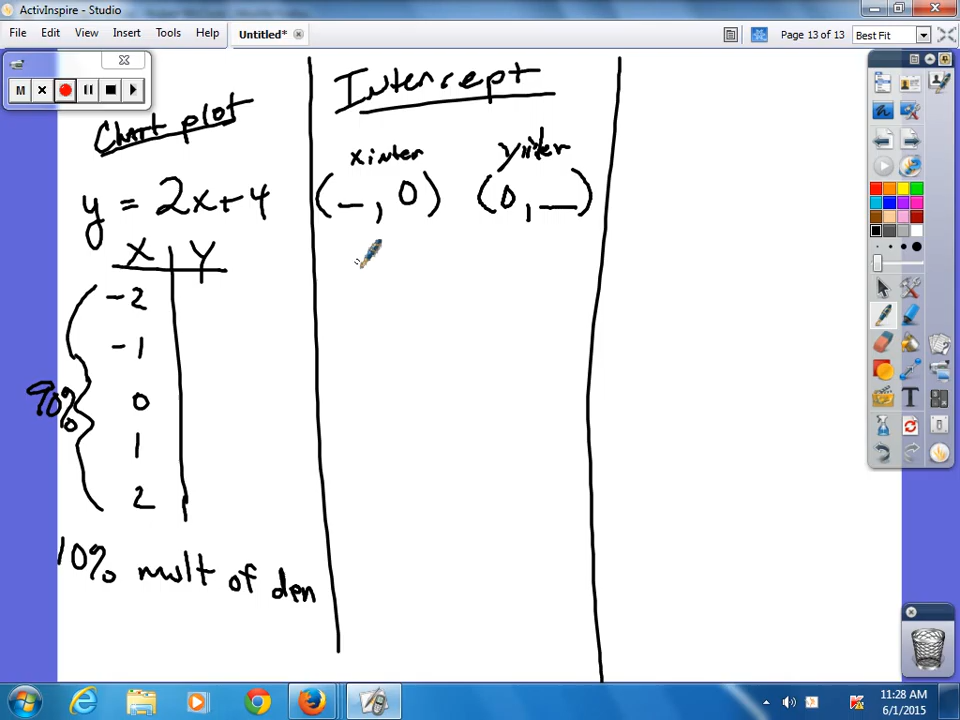 ActivInspire - Studio
File Edit View Insert Tools Help
Untitled*
Page 13 of 13
Best Fit
M
Chart plot
y = 2x+4
X Y
-2
-1
0
1
2
90%
10% mult of den
Intercept
x inter
(_, 0)
y inter
(0, _)
T
11:28 AM
6/1/2015